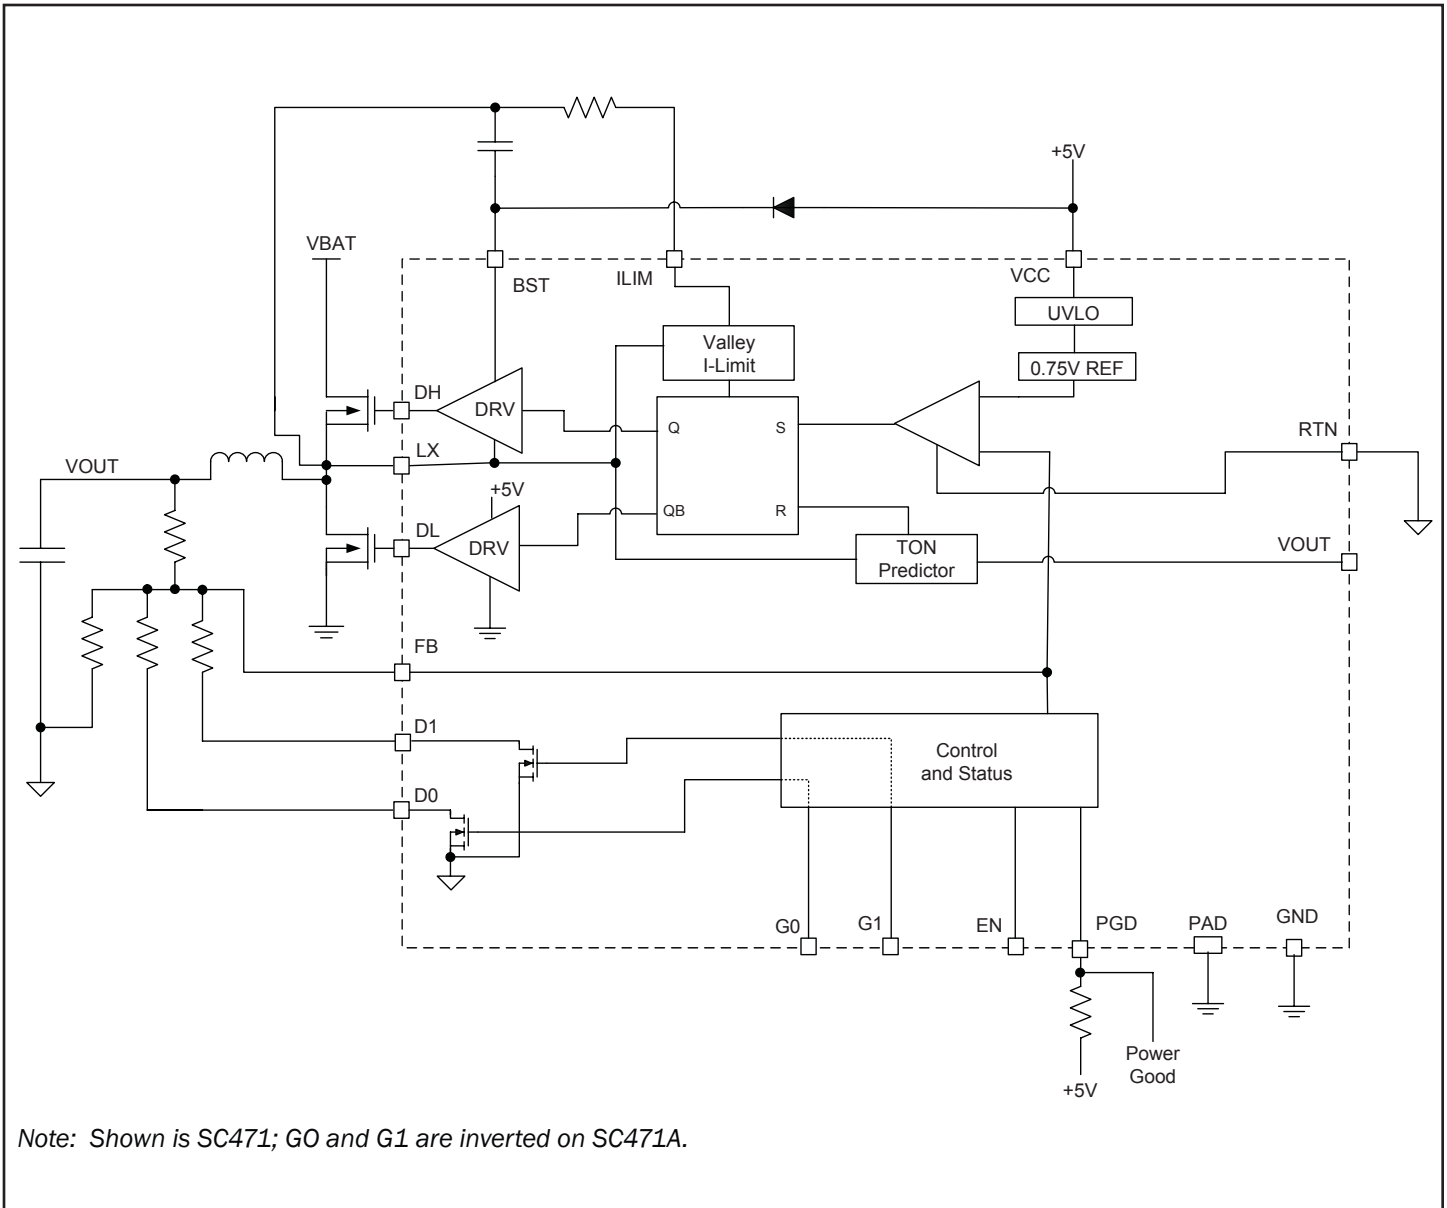 +5V
VBAT
BST
ILIM
VCC
UVLO
Valley
I-Limit
0.75V REF
DH
DRV
Q
S
RTN
LX
VOUT
+5V
QB
R
DL
DRV
TON
Predictor
VOUT
FB
D1
Control
and Status
D0
G0
G1
EN
PGD
PAD
GND
Power
Good
+5V
Note: Shown is SC471; GO and G1 are inverted on SC471A.